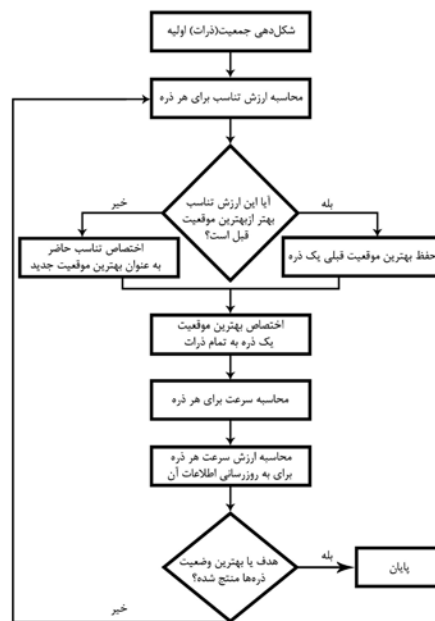 شکل‌دهی جمعیت(ذرات) اولیه
محاسبه ارزش تناسب برای هر ذره
آیا این ارزش تناسب
بهتر ازبهترین موقعیت
قبل است؟
خیر
بله
اختصاص تناسب حاضر
به عنوان بهترین موقعیت جدید
حفظ بهترین موقعیت قبلی یک ذره
اختصاص بهترین موقعیت
یک ذره به تمام ذرات
محاسبه سرعت برای هر ذره
محاسبه ارزش سرعت هر ذره
برای به روزرسانی اطلاعات آن
هدف یا بهترین وضعیت
ذره‌ها منتج شده؟
بله
پایان
خیر